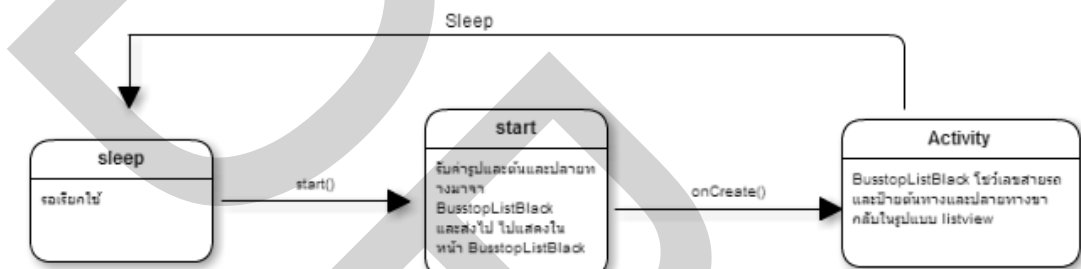 Sleep
sleep
รอเรียกใช้
start()
start
รับค่ารูปและต้นและปลายท
างมาจา
BusstopListBlack
และส่งไป ไปแสดงใน
หน้า BusstopListBlack
onCreate()
Activity
BusstopListBlack โชว์เลขสายรถ
และป้ายต้นทางและปลายทางขา
กลับในรูปแบบ listview